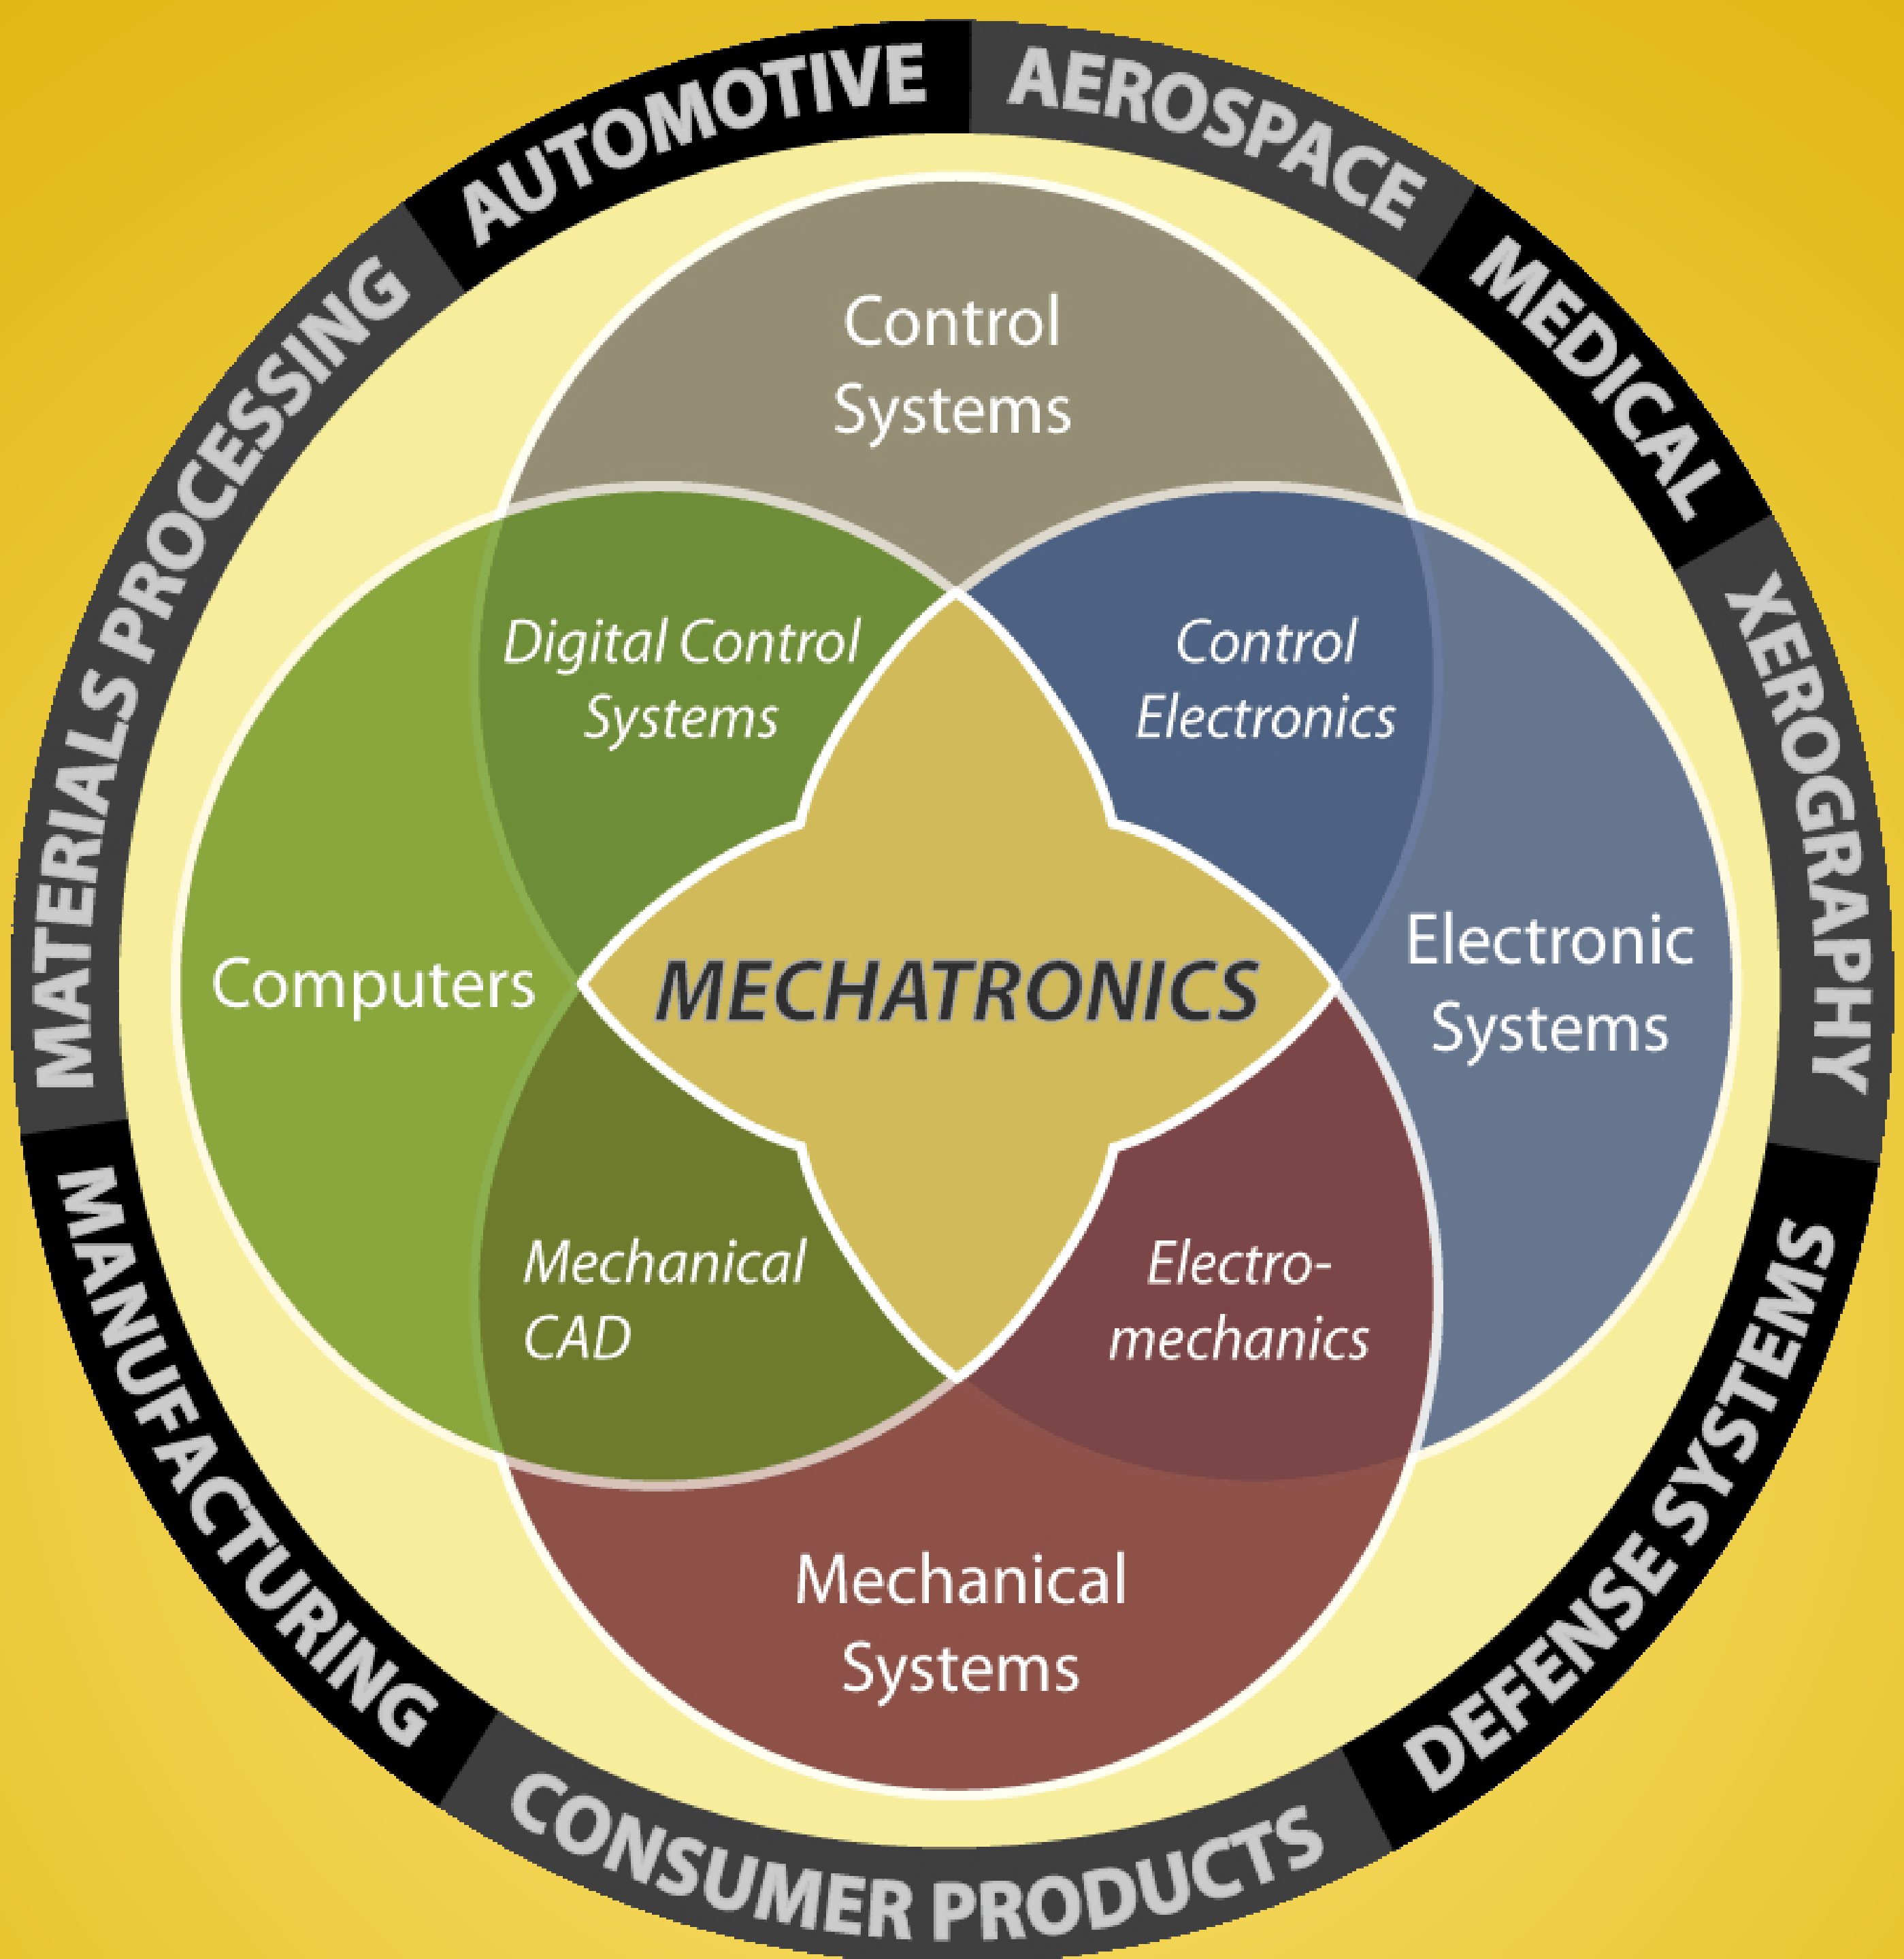 AUTOMOTIVE
AEROSPACE
MEDICAL
XEROGRAPHY
DEFENSE SYSTEMS
CONSUMER PRODUCTS
MANUFACTURING
MATERIALS PROCESSING
Control
Systems
Digital Control
Systems
Control
Electronics
Computers
MECHATRONICS
Electronic
Systems
Mechanical
CAD
Electro-
mechanics
Mechanical
Systems